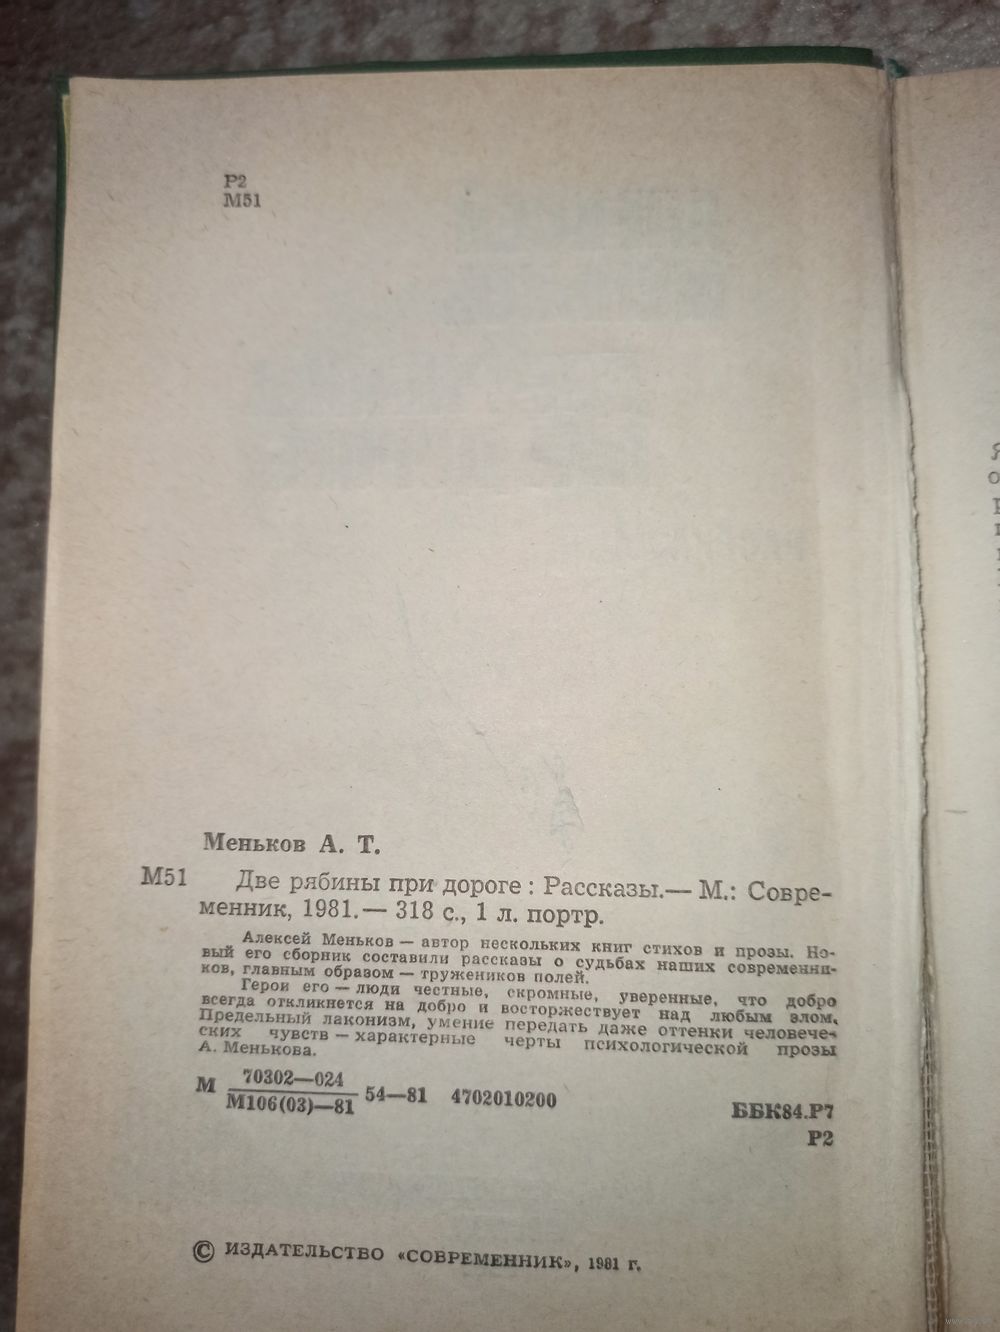 Р2
М51
Меньков А. Т.
М51 Две рябины при дороге : Рассказы.— М.: Совре-
менник, 1981.— 318 с., 1 л. портр.
Алексей Меньков — автор нескольких книг стихов и прозы. Но-
вый его сборник составили рассказы о судьбах наших современни-
ков, главным образом — тружеников полей.
Герои его — люди честные, скромные, уверенные, что добро
всегда откликнется на добро и восторжествует над любым злом.
Предельный лаконизм, умение передать даже оттенки человече-
ских чувств — характерные черты психологической прозы
А. Менькова.
М 70302—024
М106(03)—81 54—81 4702010200
ББК84.Р7
Р2
© ИЗДАТЕЛЬСТВО «СОВРЕМЕННИК», 1981 г.